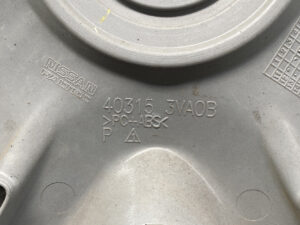 NISSAN
40315 3VA0B
>PC-ABS<
P